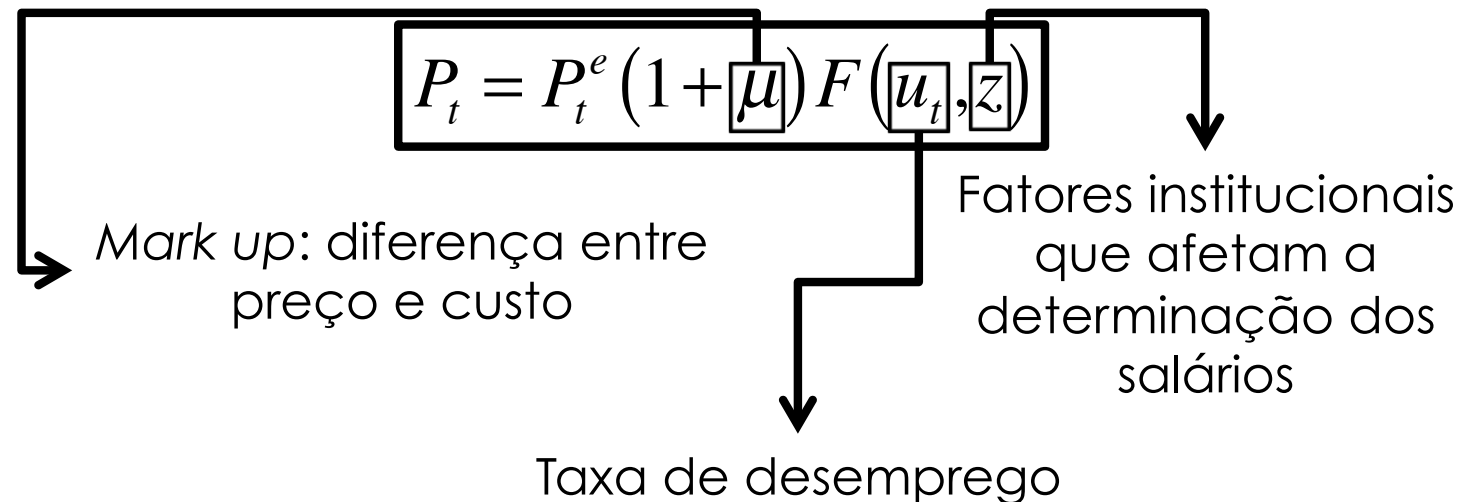 P_t = P_t^e (1 + μ) F(u_t, z)
Fatores institucionais
que afetam a
determinação dos
salários
Mark up: diferença entre
preço e custo
Taxa de desemprego